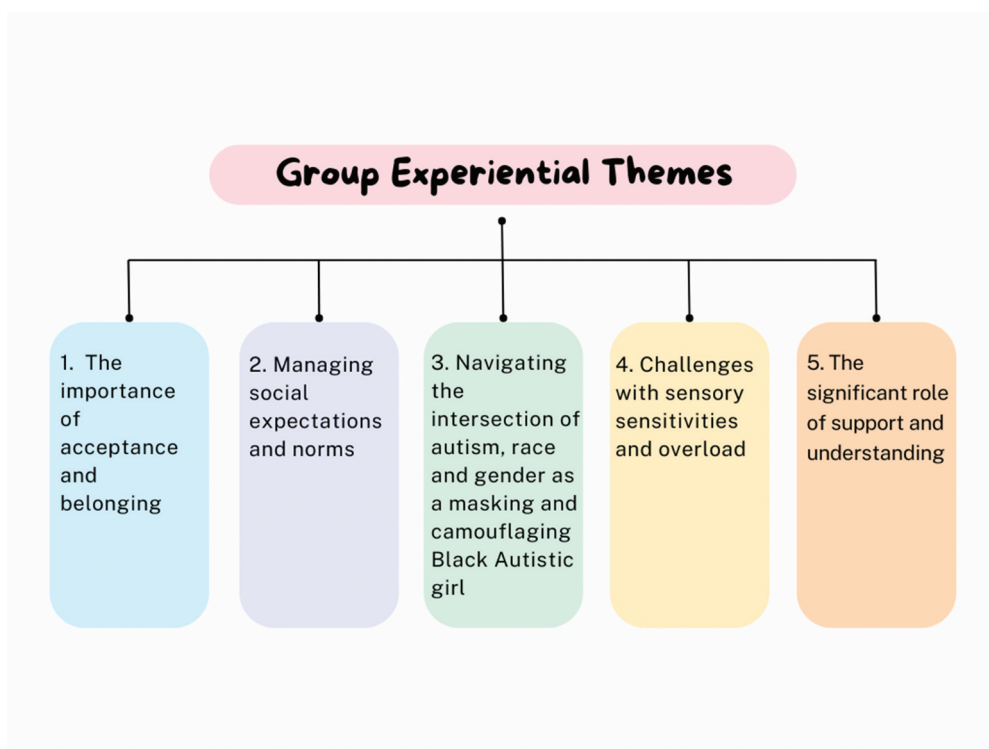 Group Experiential Themes
1. The
importance
of
acceptance
and
belonging
2. Managing
social
expectations
and norms
3. Navigating
the
intersection of
autism, race
and gender as
a masking and
camouflaging
Black Autistic
girl
4. Challenges
with sensory
sensitivities
and overload
5. The
significant role
of support and
understanding